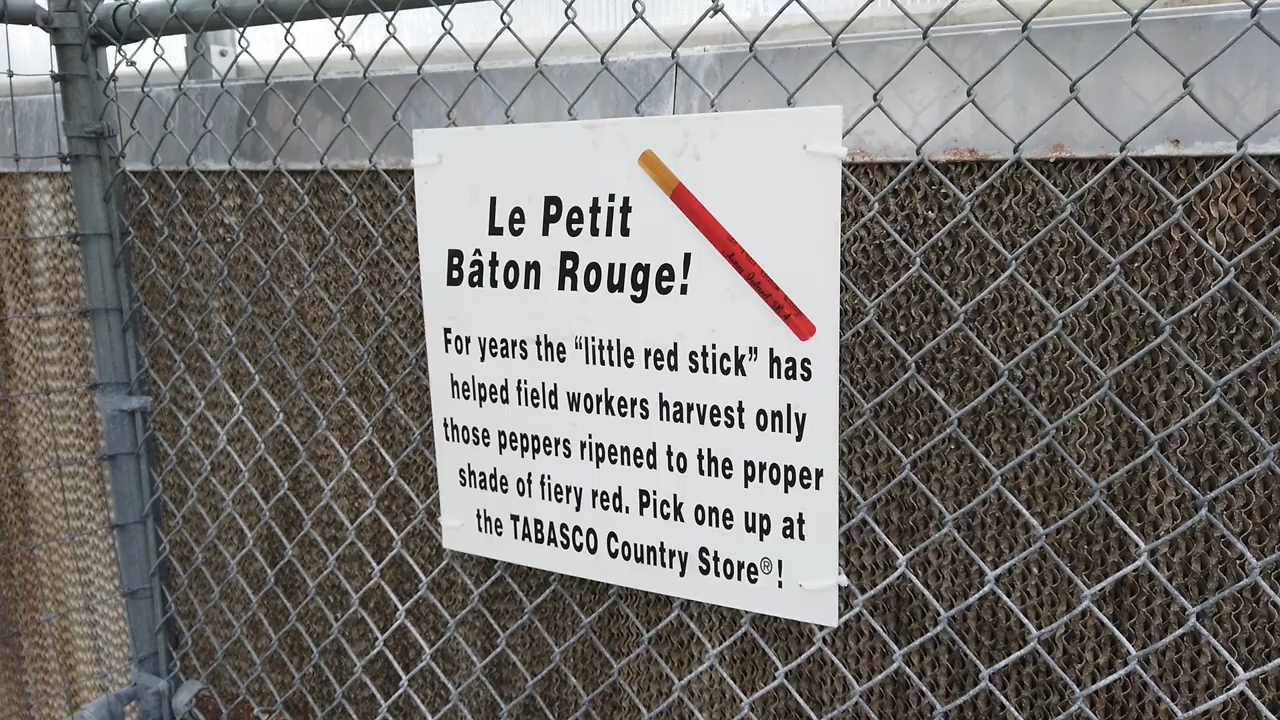 Le Petit
Bâton Rouge!
For years the “little red stick” has
helped field workers harvest only
those peppers ripened to the proper
shade of fiery red. Pick one up at
the TABASCO Country Store®!